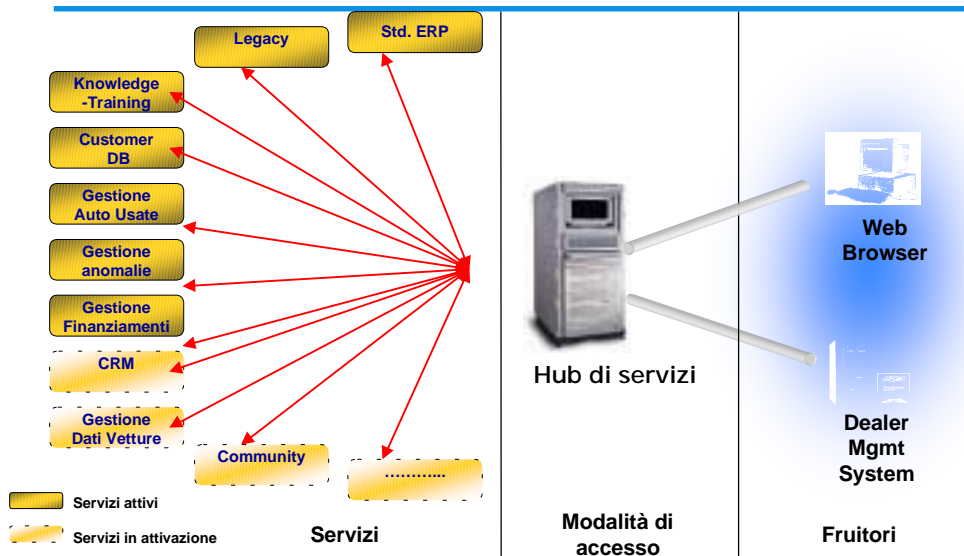 Legacy
Std. ERP
Knowledge
-Training
Customer
DB
Gestione
Auto Usate
Gestione
anomalie
Gestione
Finanziamenti
CRM
Gestione
Dati Vetture
Community
………...
Servizi attivi
Servizi in attivazione
Servizi
Hub di servizi
Modalità di
accesso
Web
Browser
Dealer
Mgmt
System
Fruitori